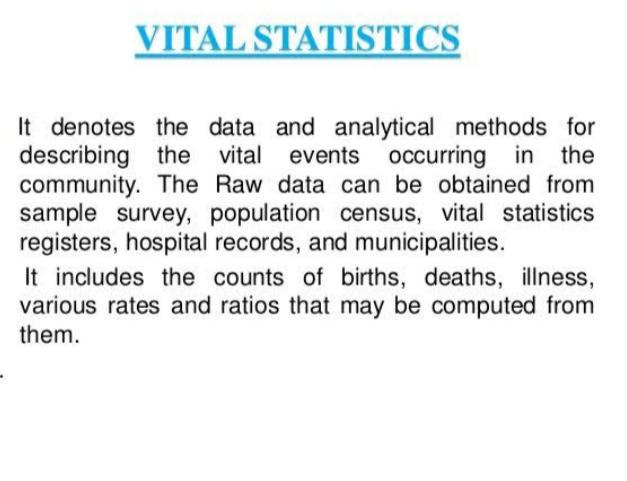 VITAL STATISTICS
It denotes the data and analytical methods for
describing the vital events occurring in the
community. The Raw data can be obtained from
sample survey, population census, vital statistics
registers, hospital records, and municipalities.
It includes the counts of births, deaths, illness,
various rates and ratios that may be computed from
them.
.